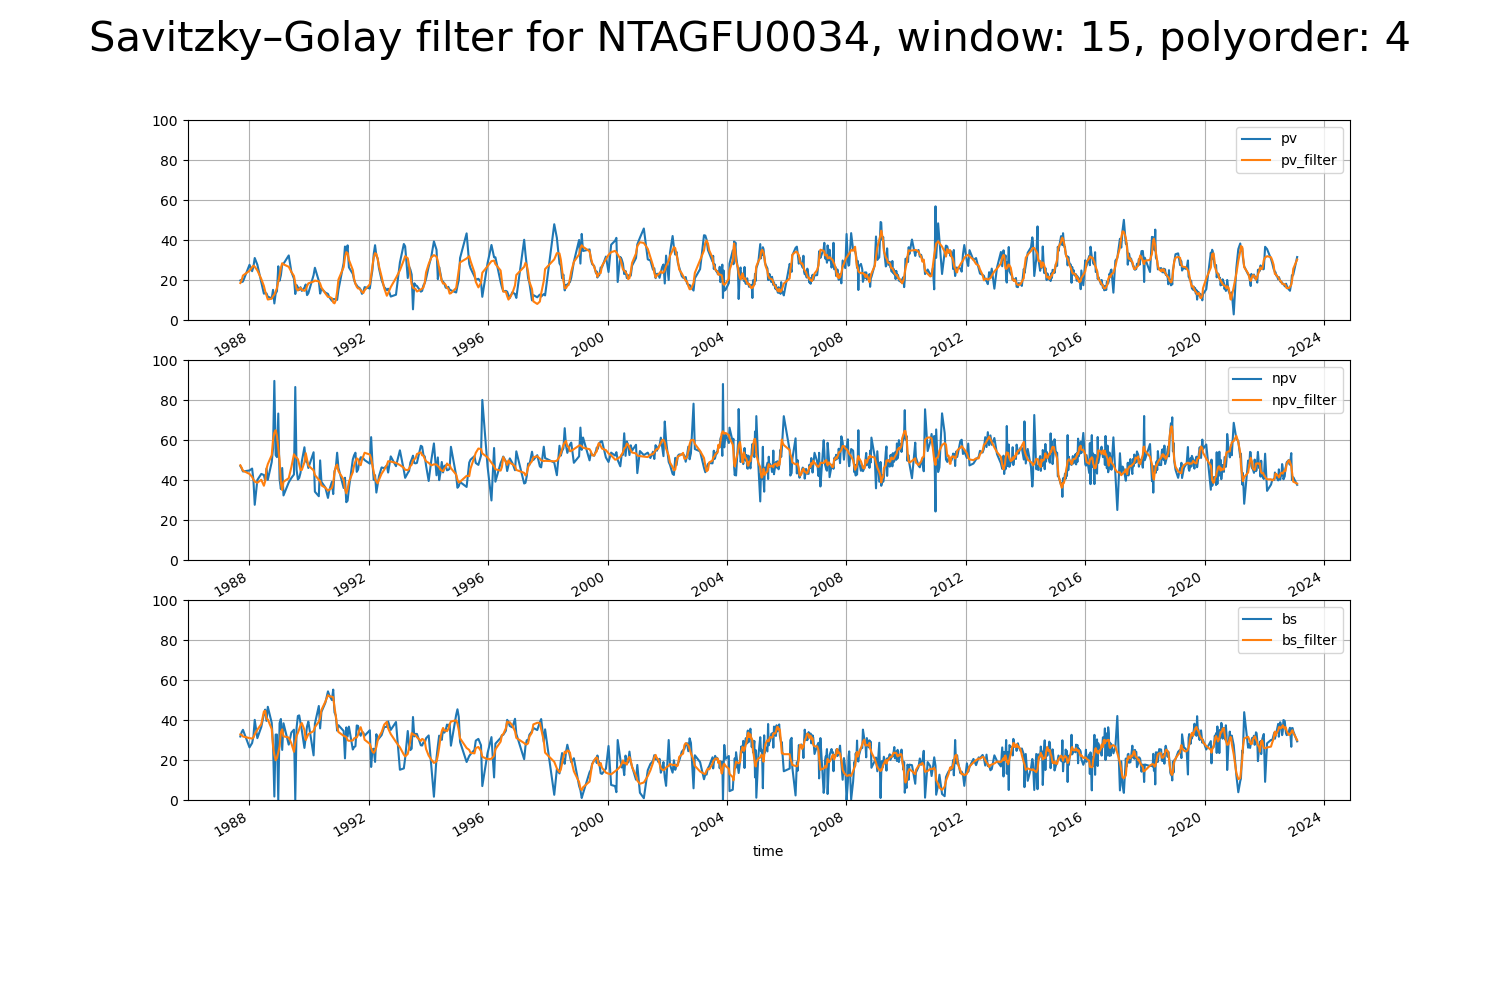 Savitzky–Golay filter for NTAGFU0034, window: 15, polyorder: 4
100
80
60
40
20
0
pv
pv_filter
1988 1992 1996 2000 2004 2008 2012 2016 2020 2024
100
80
60
40
20
0
npv
npv_filter
1988 1992 1996 2000 2004 2008 2012 2016 2020 2024
100
80
60
40
20
0
bs
bs_filter
1988 1992 1996 2000 2004 2008 2012 2016 2020 2024
time